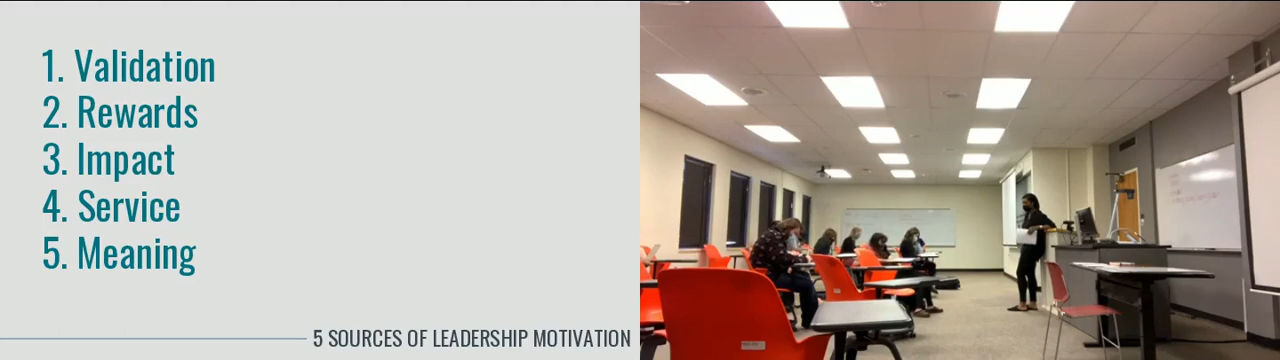 1. Validation
2. Rewards
3. Impact
4. Service
5. Meaning
5 SOURCES OF LEADERSHIP MOTIVATION